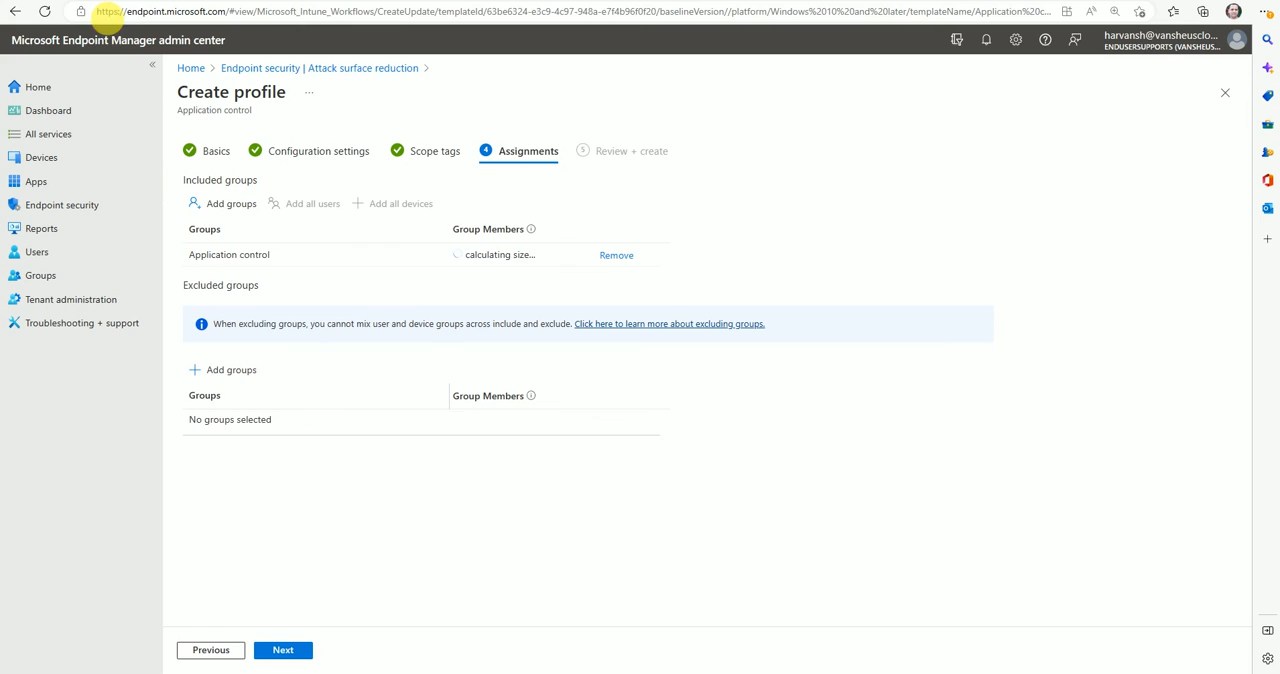 https://endpoint.microsoft.com/#view/Microsoft_Intune_Workflows/CreateUpdate/templateId/63be6324-e3c9-4c97-948a-e7f4b96f0f20/baselineVersion//platform/Windows%2010%20and%20later/templateName/Application%20c...
Microsoft Endpoint Manager admin center
harvansh@vansheusclo...
ENDUSERSUPPORTS (VANSHEUS...
Home
Dashboard
All services
Devices
Apps
Endpoint security
Reports
Users
Groups
Tenant administration
Troubleshooting + support
Home > Endpoint security | Attack surface reduction >
Create profile ...
Application control
Basics Configuration settings Scope tags 4 Assignments 5 Review + create
Included groups
Add groups Add all users Add all devices
Groups Group Members
Application control calculating size... Remove
Excluded groups
When excluding groups, you cannot mix user and device groups across include and exclude. Click here to learn more about excluding groups.
Add groups
Groups Group Members
No groups selected
Previous Next